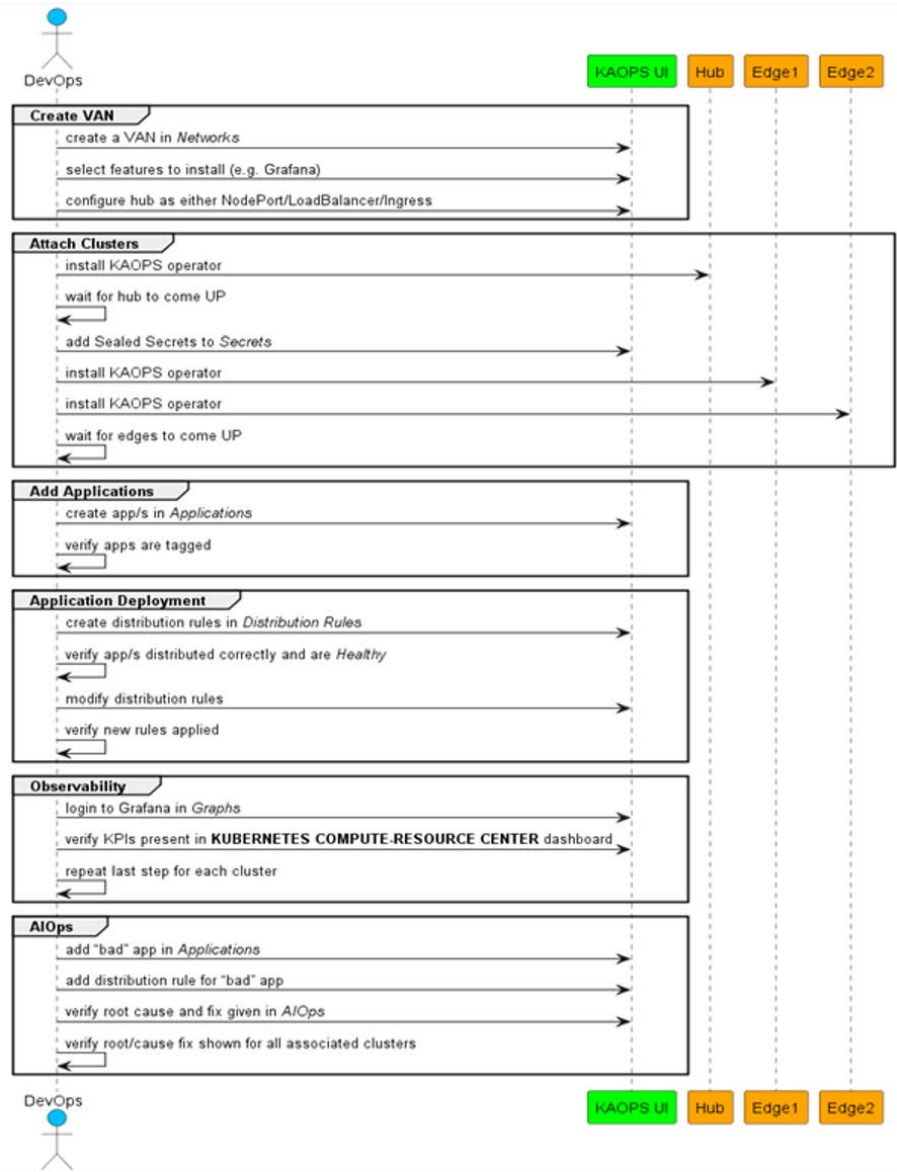 DevOps
KAOPS UI
Hub
Edge1
Edge2
Create VAN
create a VAN in Networks
select features to install (e.g. Grafana)
configure hub as either NodePort/LoadBalancer/Ingress
Attach Clusters
install KAOPS operator
wait for hub to come UP
add Sealed Secrets to Secrets
install KAOPS operator
install KAOPS operator
wait for edges to come UP
Add Applications
create app/s in Applications
verify apps are tagged
Application Deployment
create distribution rules in Distribution Rules
verify app/s distributed correctly and are Healthy
modify distribution rules
verify new rules applied
Observability
login to Grafana in Graphs
verify KPIs present in KUBERNETES COMPUTE-RESOURCE CENTER dashboard
repeat last step for each cluster
AIOps
add “bad” app in Applications
add distribution rule for “bad” app
verify root cause and fix given in AIOps
verify root/cause fix shown for all associated clusters
DevOps
KAOPS UI
Hub
Edge1
Edge2